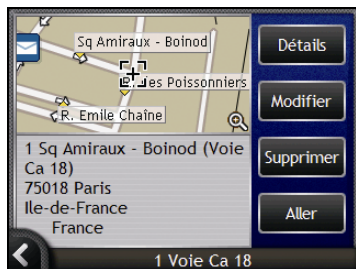 Sq Amiraux - Boinod
des Poissonniers
R. Emile Chaîne
1 Sq Amiraux - Boinod (Voie
Ca 18)
75018 Paris
Ile-de-France
France
Détails
Modifier
Supprimer
Aller
1 Voie Ca 18